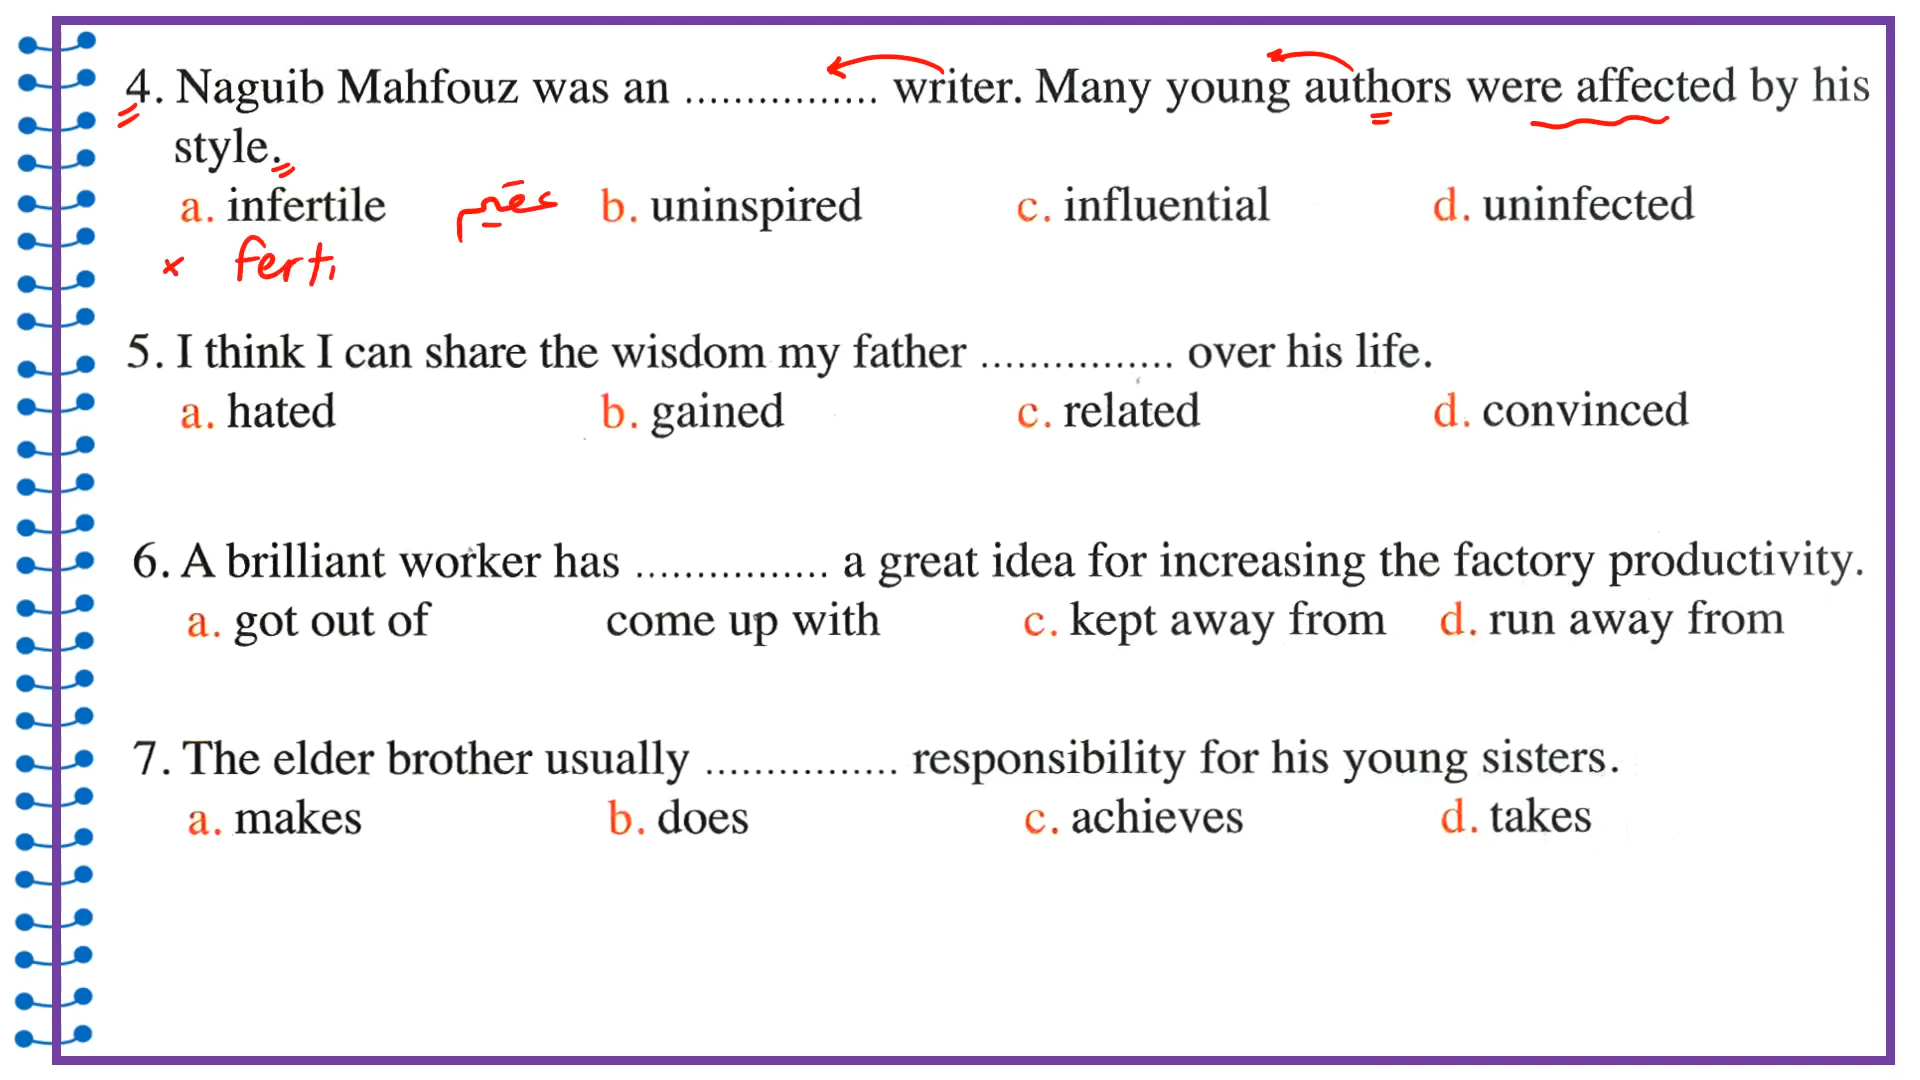 4. Naguib Mahfouz was an ................ writer. Many young authors were affected by his
style.
a. infertile عقيم b. uninspired c. influential d. uninfected
× ferti
5. I think I can share the wisdom my father ................ over his life.
a. hated b. gained c. related d. convinced
6. A brilliant worker has ................ a great idea for increasing the factory productivity.
a. got out of come up with c. kept away from d. run away from
7. The elder brother usually ................ responsibility for his young sisters.
a. makes b. does c. achieves d. takes